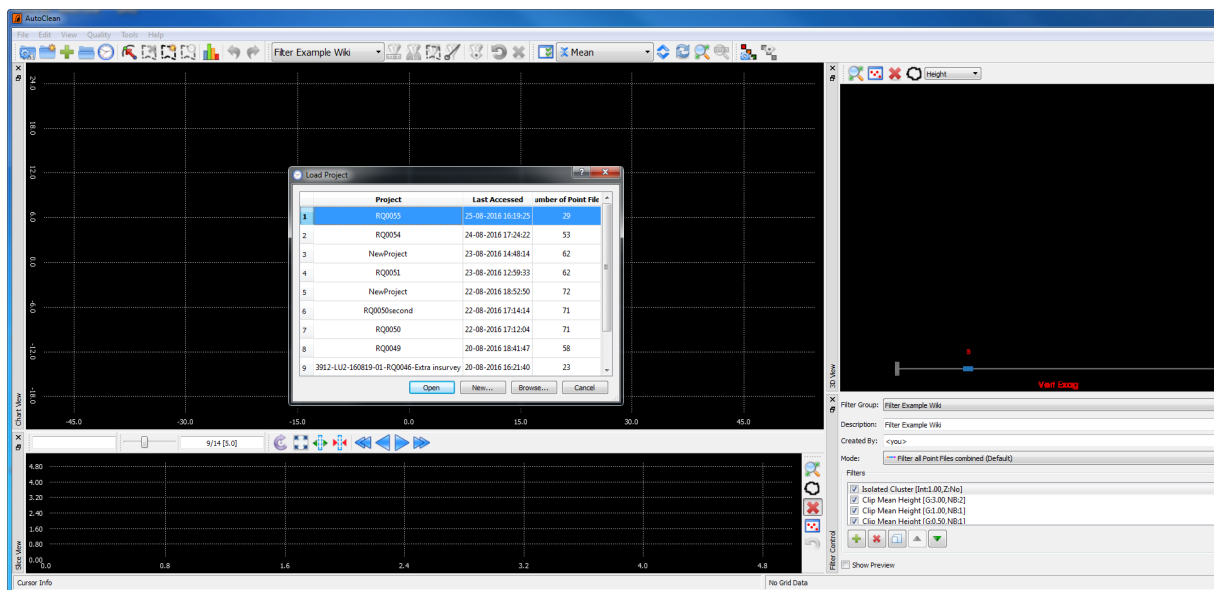 AutoClean
File Edit View Quality Tools Help
Filter Example Wiki
Mean
Height
24.0
18.0
12.0
6.0
0.0
-6.0
-12.0
-18.0
-45.0 -30.0 -15.0 0.0 15.0 30.0 45.0
Chart View
Load Project
Project Last Accessed umber of Point File
1 RQ0055 25-08-2016 16:19:25 29
2 RQ0054 24-08-2016 17:24:22 53
3 NewProject 23-08-2016 14:48:14 62
4 RQ0051 23-08-2016 12:59:33 62
5 NewProject 22-08-2016 18:52:50 72
6 RQ0050second 22-08-2016 17:14:14 71
7 RQ0050 22-08-2016 17:12:04 71
8 RQ0049 20-08-2016 18:41:47 58
9 3912-LU2-160819-01-RQ0046-Extra insurvey 20-08-2016 16:21:40 23
Open New... Browse... Cancel
5
Vert Exag
3D View
9/14 [5.0]
4.80
4.00
3.20
2.40
1.60
0.80
0.00
0.0 0.8 1.6 2.4 3.2 4.0 4.8
Slice View
Filter Group: Filter Example Wiki
Description: Filter Example Wiki
Created By: <you>
Mode: Filter all Point Files combined (Default)
Filters
Isolated Cluster [Int:1.00,Z:No]
Clip Mean Height [G:3.00,NB:2]
Clip Mean Height [G:1.00,NB:1]
Clip Mean Height [G:0.50,NB:1]
Show Preview
Filter Control
Cursor Info
No Grid Data